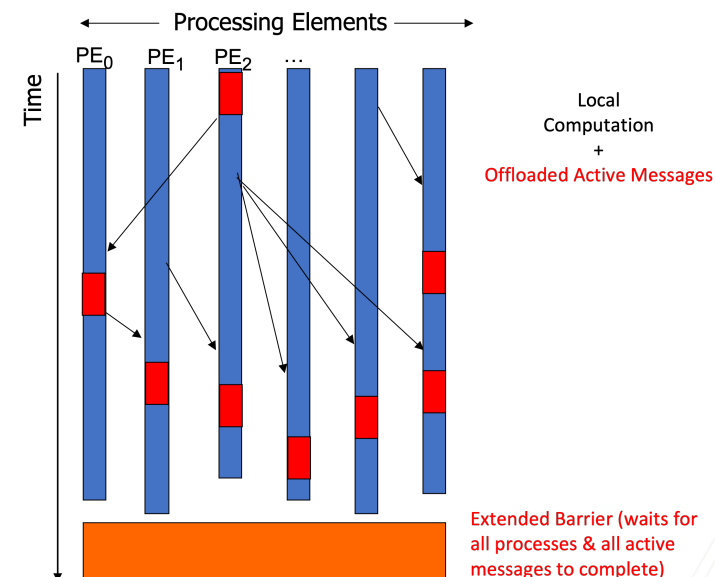 Processing Elements
PE0 PE1 PE2 ...
Time
Local
Computation
+
Offloaded Active Messages
Extended Barrier (waits for
all processes & all active
messages to complete)